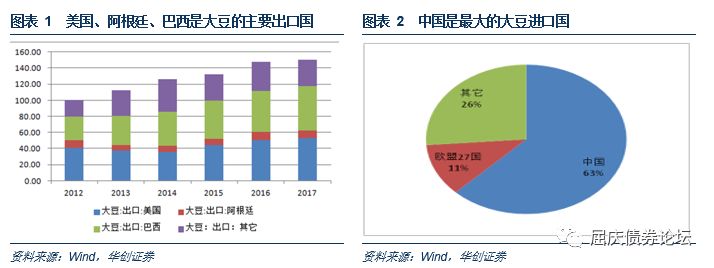 图表 1 美国、阿根廷、巴西是大豆的主要出口国
160.00
140.00
120.00
100.00
80.00
60.00
40.00
20.00
0.00
2012 2013 2014 2015 2016 2017
大豆:出口:美国 大豆:出口:阿根廷
大豆:出口:巴西 大豆:出口:其它
资料来源：Wind，华创证券
图表 2 中国是最大的大豆进口国
其它
26%
欧盟27国
11%
中国
63%
屈庆债券论坛
资料来源：Wind，华创证券